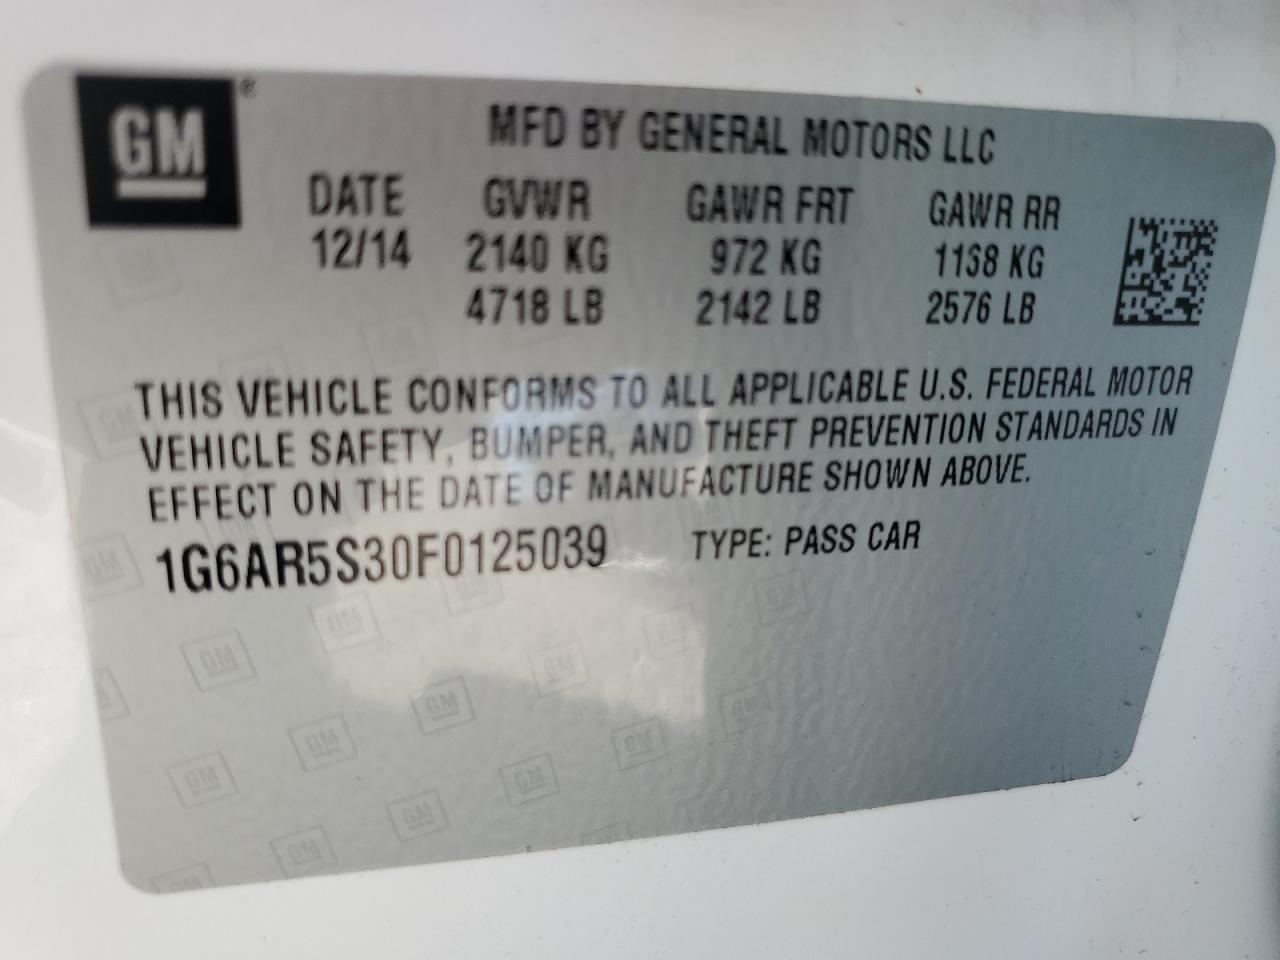 GM®
MFD BY GENERAL MOTORS LLC
DATE GVWR GAWR FRT GAWR RR
12/14 2140 KG 972 KG 1168 KG
4718 LB 2142 LB 2576 LB
THIS VEHICLE CONFORMS TO ALL APPLICABLE U.S. FEDERAL MOTOR
VEHICLE SAFETY, BUMPER, AND THEFT PREVENTION STANDARDS IN
EFFECT ON THE DATE OF MANUFACTURE SHOWN ABOVE.
1G6AR5S30F0125039 TYPE: PASS CAR